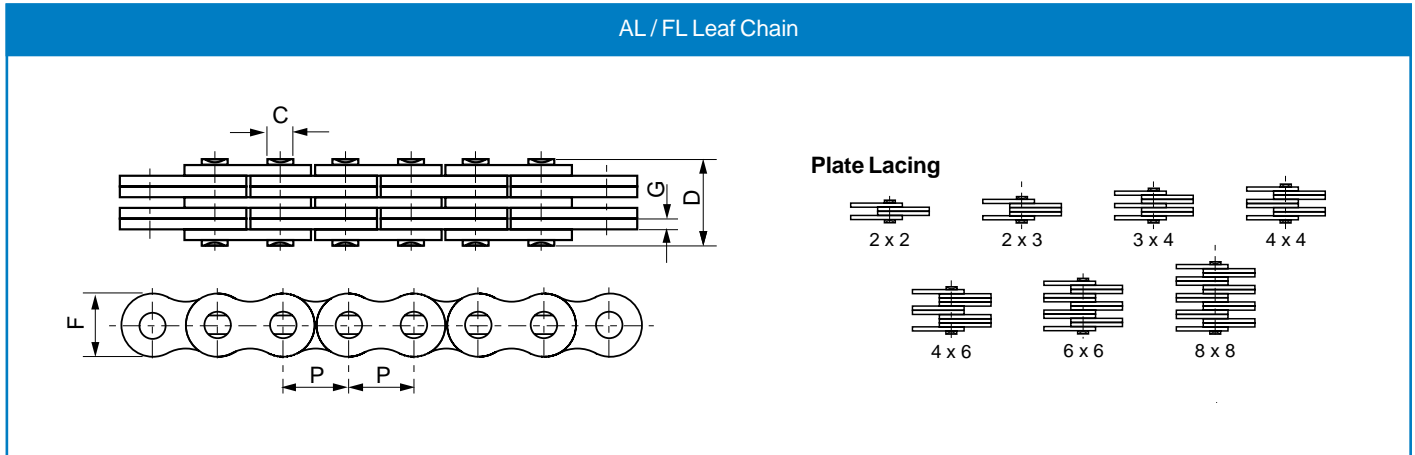 AL / FL Leaf Chain
C
G
D
F
P P
Plate Lacing
2 x 2 2 x 3 3 x 4 4 x 4
4 x 6 6 x 6 8 x 8